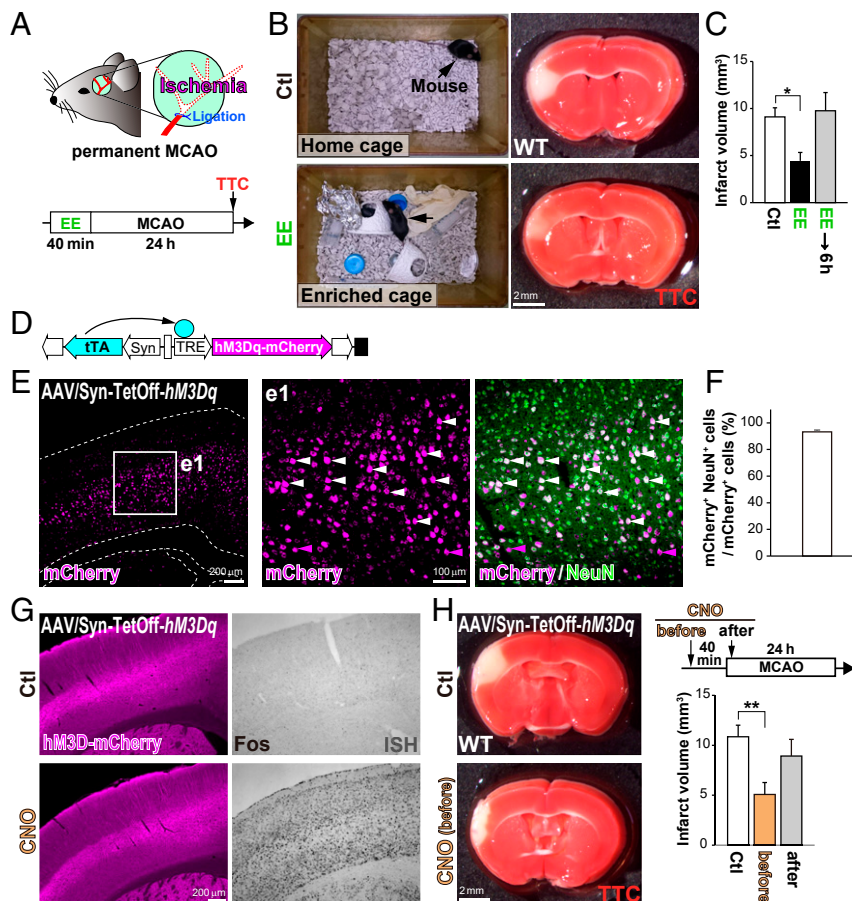 A
Ischemia
Ligation
permanent MCAO
TTC
EE
MCAO
40 min
24 h
B
Ctl
Mouse
Home cage
WT
EE
Enriched cage
2 mm
TTC
C
Infarct volume (mm³)
15
10
5
0
*
Ctl
EE
EE → 6 h
D
tTA
Syn
TRE
hM3Dq-mCherry
E
AAV/Syn-TetOff-hM3Dq
e1
mCherry
200 μm
e1
mCherry
100 μm
mCherry / NeuN
F
mCherry⁺ NeuN⁺ cells
/ mCherry⁺ cells (%)
100
80
60
40
20
0
G
AAV/Syn-TetOff-hM3Dq
Ctl
hM3D-mCherry
Fos
ISH
CNO
200 μm
H
AAV/Syn-TetOff-hM3Dq
Ctl
WT
CNO (before)
2 mm
TTC
CNO
before
after
40
min
24 h
MCAO
Infarct volume (mm³)
15
10
5
0
**
Ctl
before
after